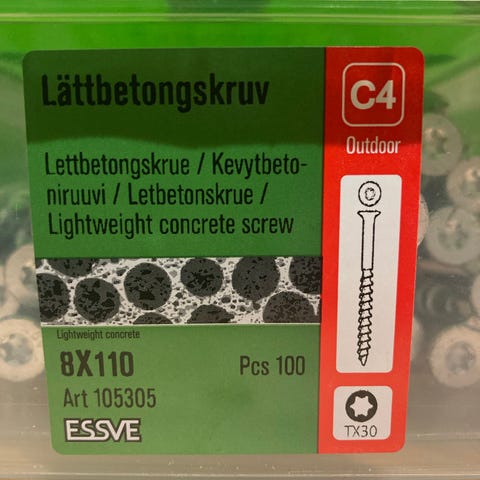 Lättbetongskruv
C4
Outdoor
Lettbetongskrue / Kevytbeto-
niruuvi / Letbetonskrue /
Lightweight concrete screw
Lightweight concrete
8X110
Pcs 100
Art 105305
ESSVE
TX30